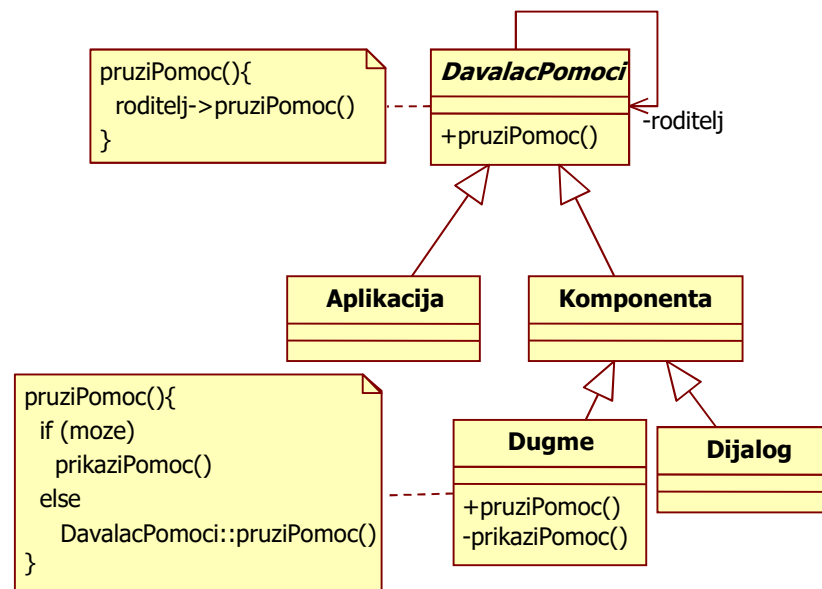 pruziPomoc(){
roditelj->pruziPomoc()
}
DavalacPomoci
+pruziPomoc()
-roditelj
Aplikacija
Komponenta
pruziPomoc(){
if (moze)
prikaziPomoc()
else
DavalacPomoci::pruziPomoc()
}
Dugme
+pruziPomoc()
-prikaziPomoc()
Dijalog